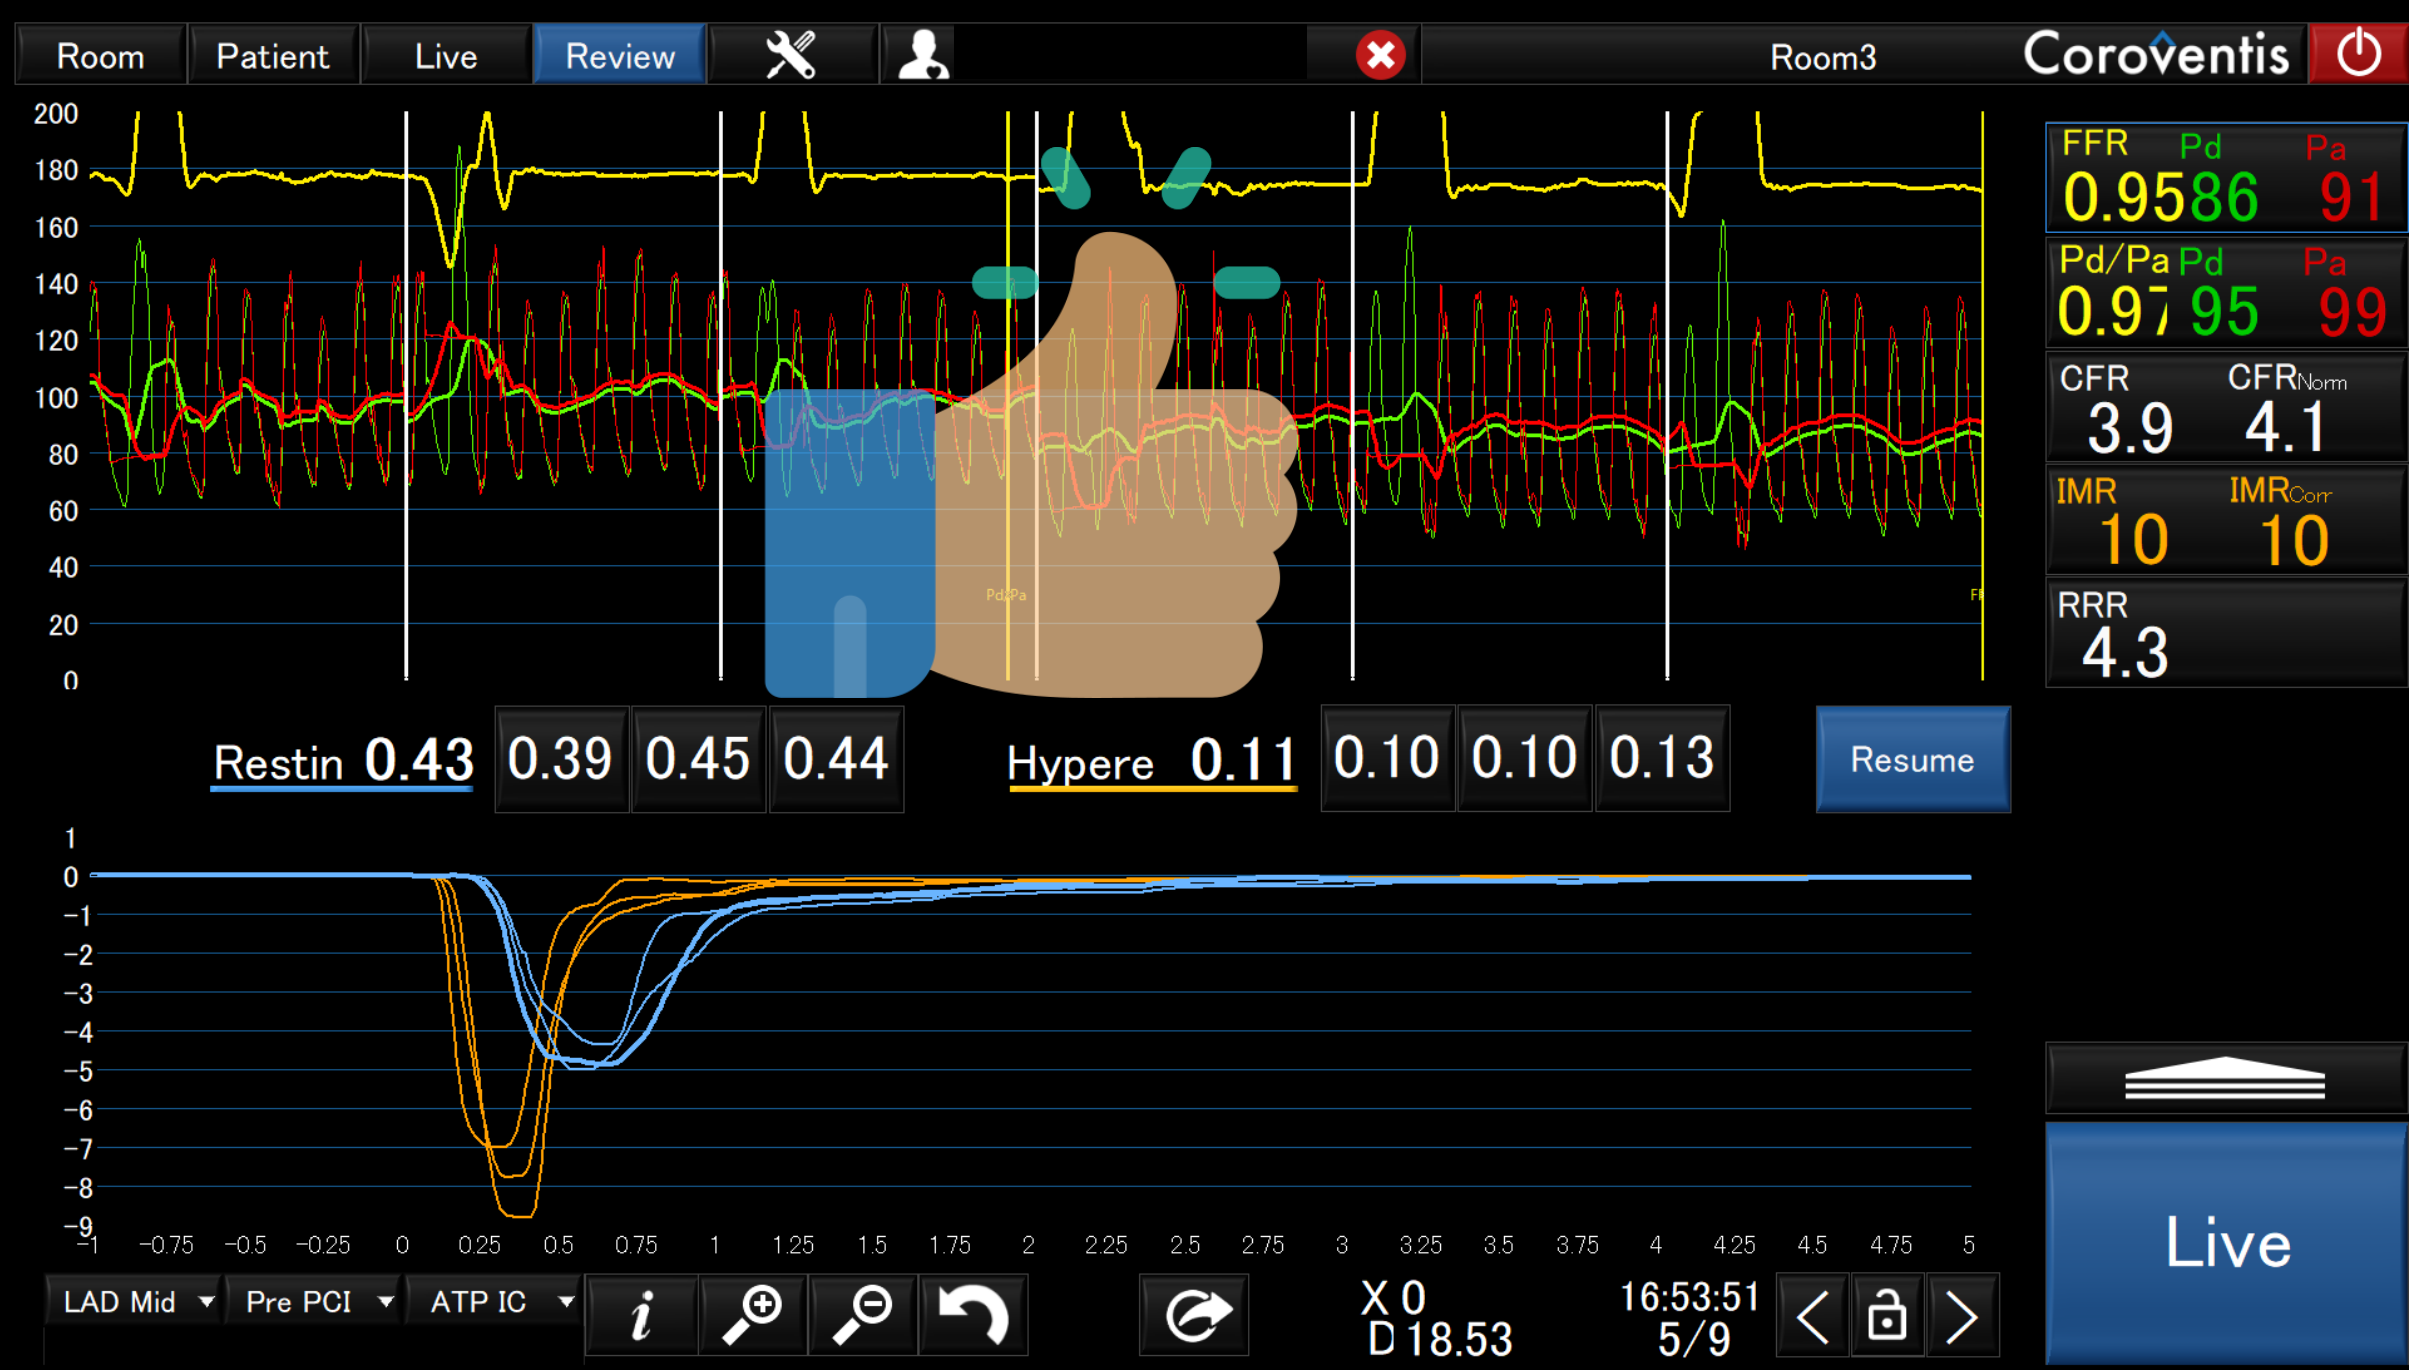 Room Patient Live Review Room3 Coroventis
200
180
160
140
120
100
80
60
40
20
0
Pd/Pa
FFR Pd Pa
0.95 86 91
Pd/Pa Pd Pa
0.97 95 99
CFR CFRNorm
3.9 4.1
IMR IMRCorr
10 10
RRR
4.3
Restin 0.43 0.39 0.45 0.44 Hypere 0.11 0.10 0.10 0.13 Resume
1
0
-1
-2
-3
-4
-5
-6
-7
-8
-9
-1 -0.75 -0.5 -0.25 0 0.25 0.5 0.75 1 1.25 1.5 1.75 2 2.25 2.5 2.75 3 3.25 3.5 3.75 4 4.25 4.5 4.75 5
Live
LAD Mid Pre PCI ATP IC i
X 0
D 18.53
16:53:51
5/9